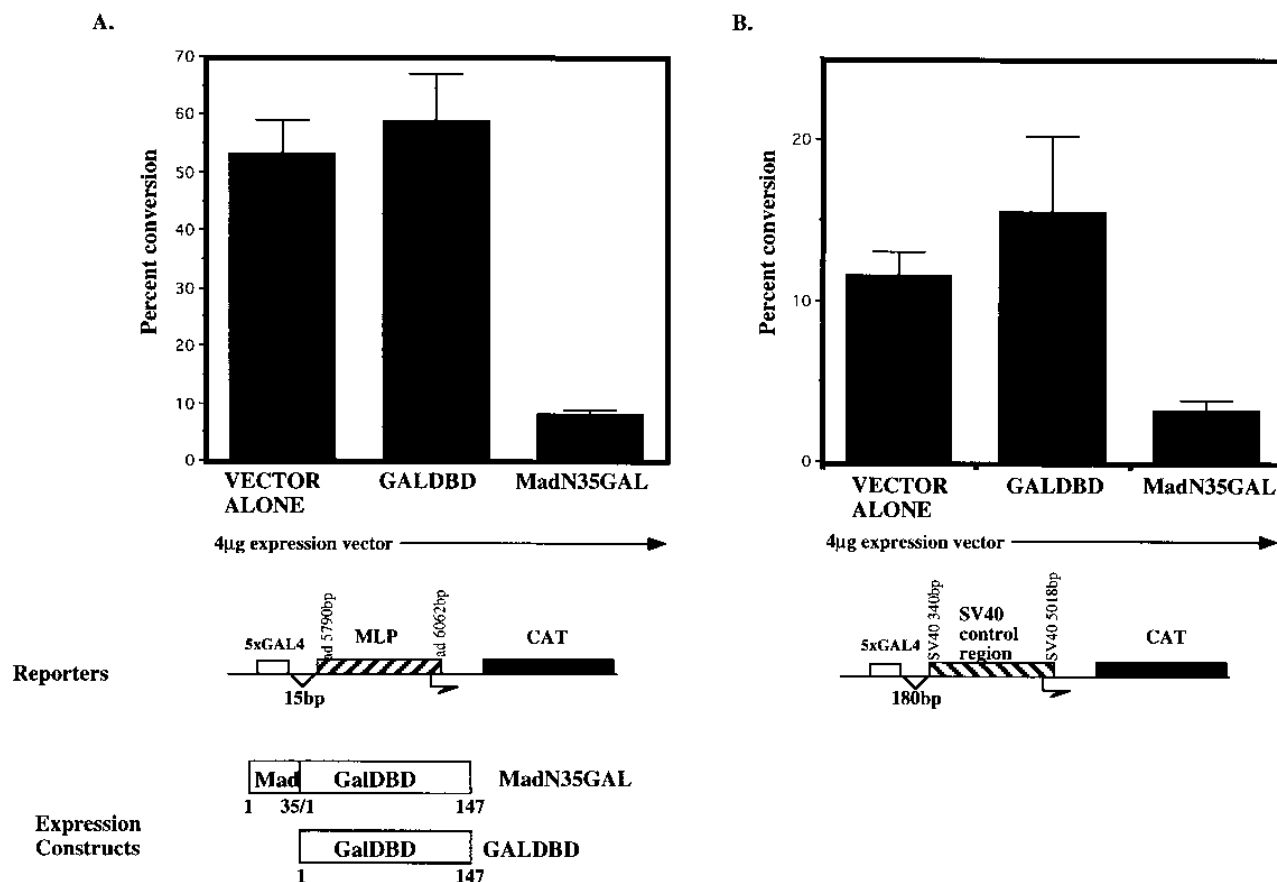 A.
70
60
50
40
30
20
10
0
Percent conversion
VECTOR ALONE
GALDBD
MadN35GAL
4µg expression vector
B.
20
10
0
Percent conversion
VECTOR ALONE
GALDBD
MadN35GAL
4µg expression vector
Reporters
5xGAL4
15bp
ad 5790bp
MLP
ad 6062bp
CAT
5xGAL4
180bp
SV40 340bp
SV40
control
region
SV40 5018bp
CAT
Expression
Constructs
Mad
GalDBD
MadN35GAL
1
35/1
147
GalDBD
GALDBD
1
147